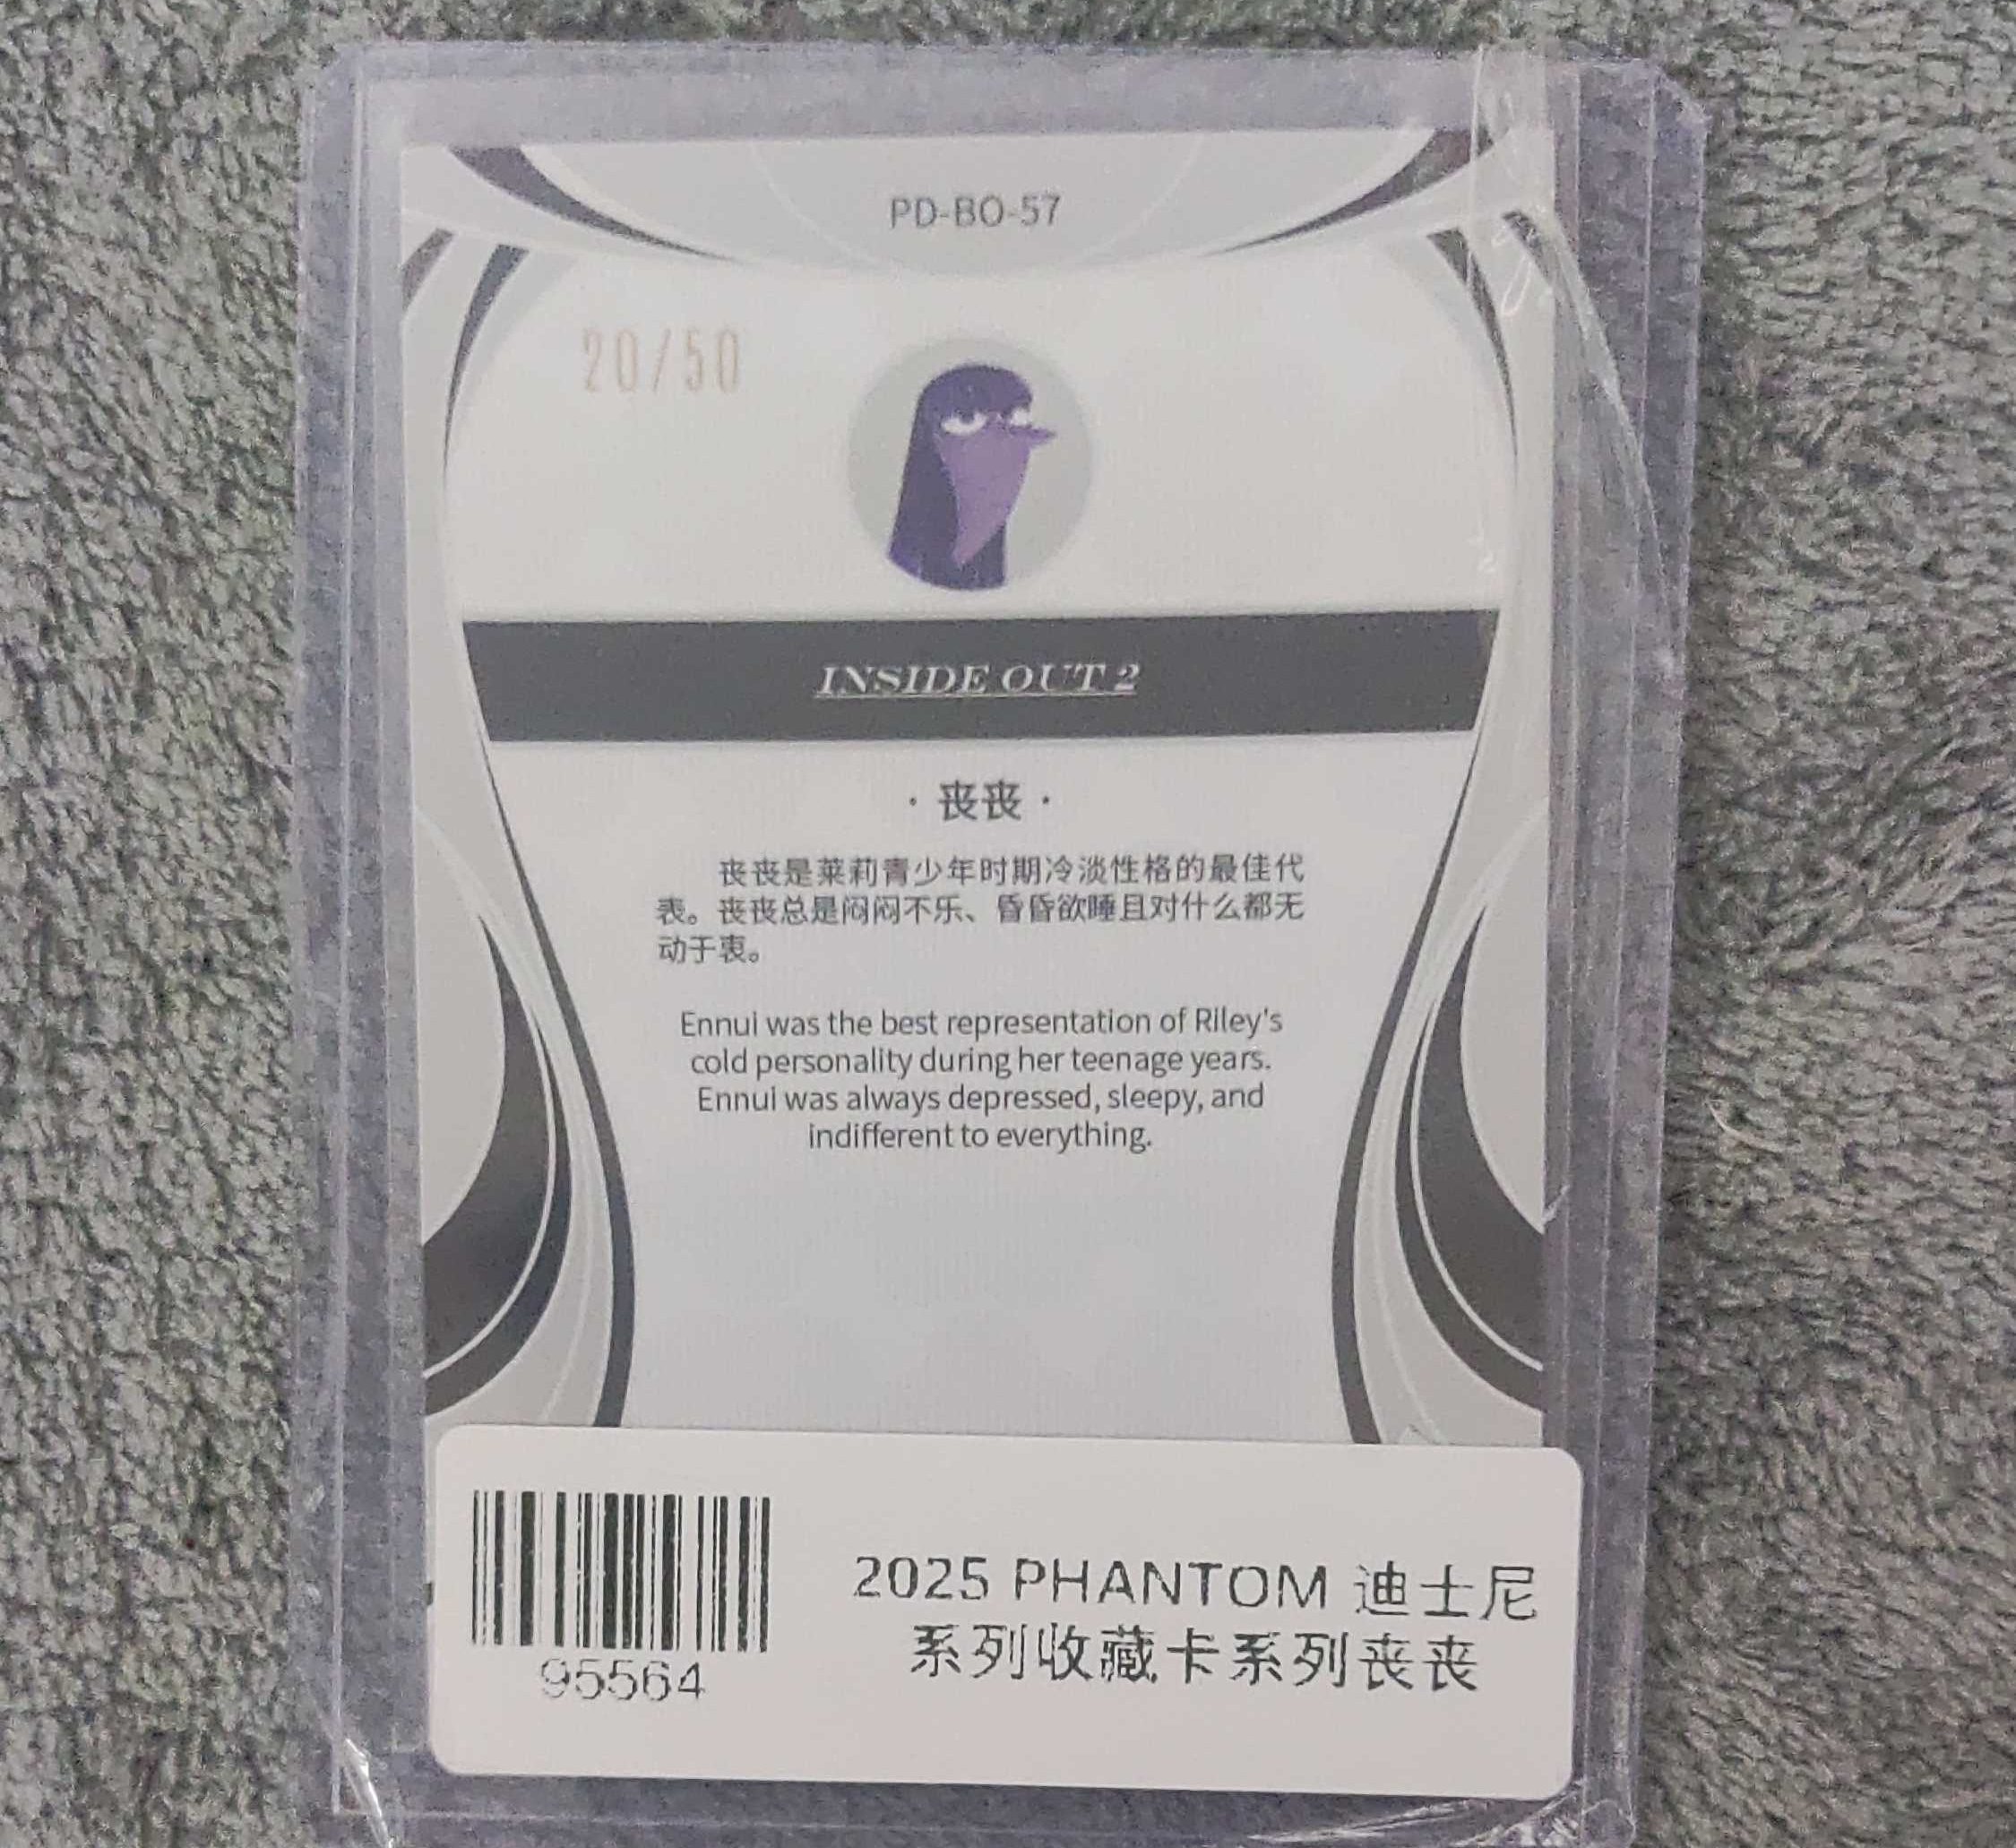 PD-BO-57
20/50
INSIDE OUT 2
· 丧丧 ·
丧丧是莱莉青少年时期冷淡性格的最佳代
表。丧丧总是闷闷不乐、昏昏欲睡且对什么都无
动于衷。
Ennui was the best representation of Riley's
cold personality during her teenage years.
Ennui was always depressed, sleepy, and
indifferent to everything.
2025 PHANTOM 迪士尼
系列收藏卡系列丧丧
95564